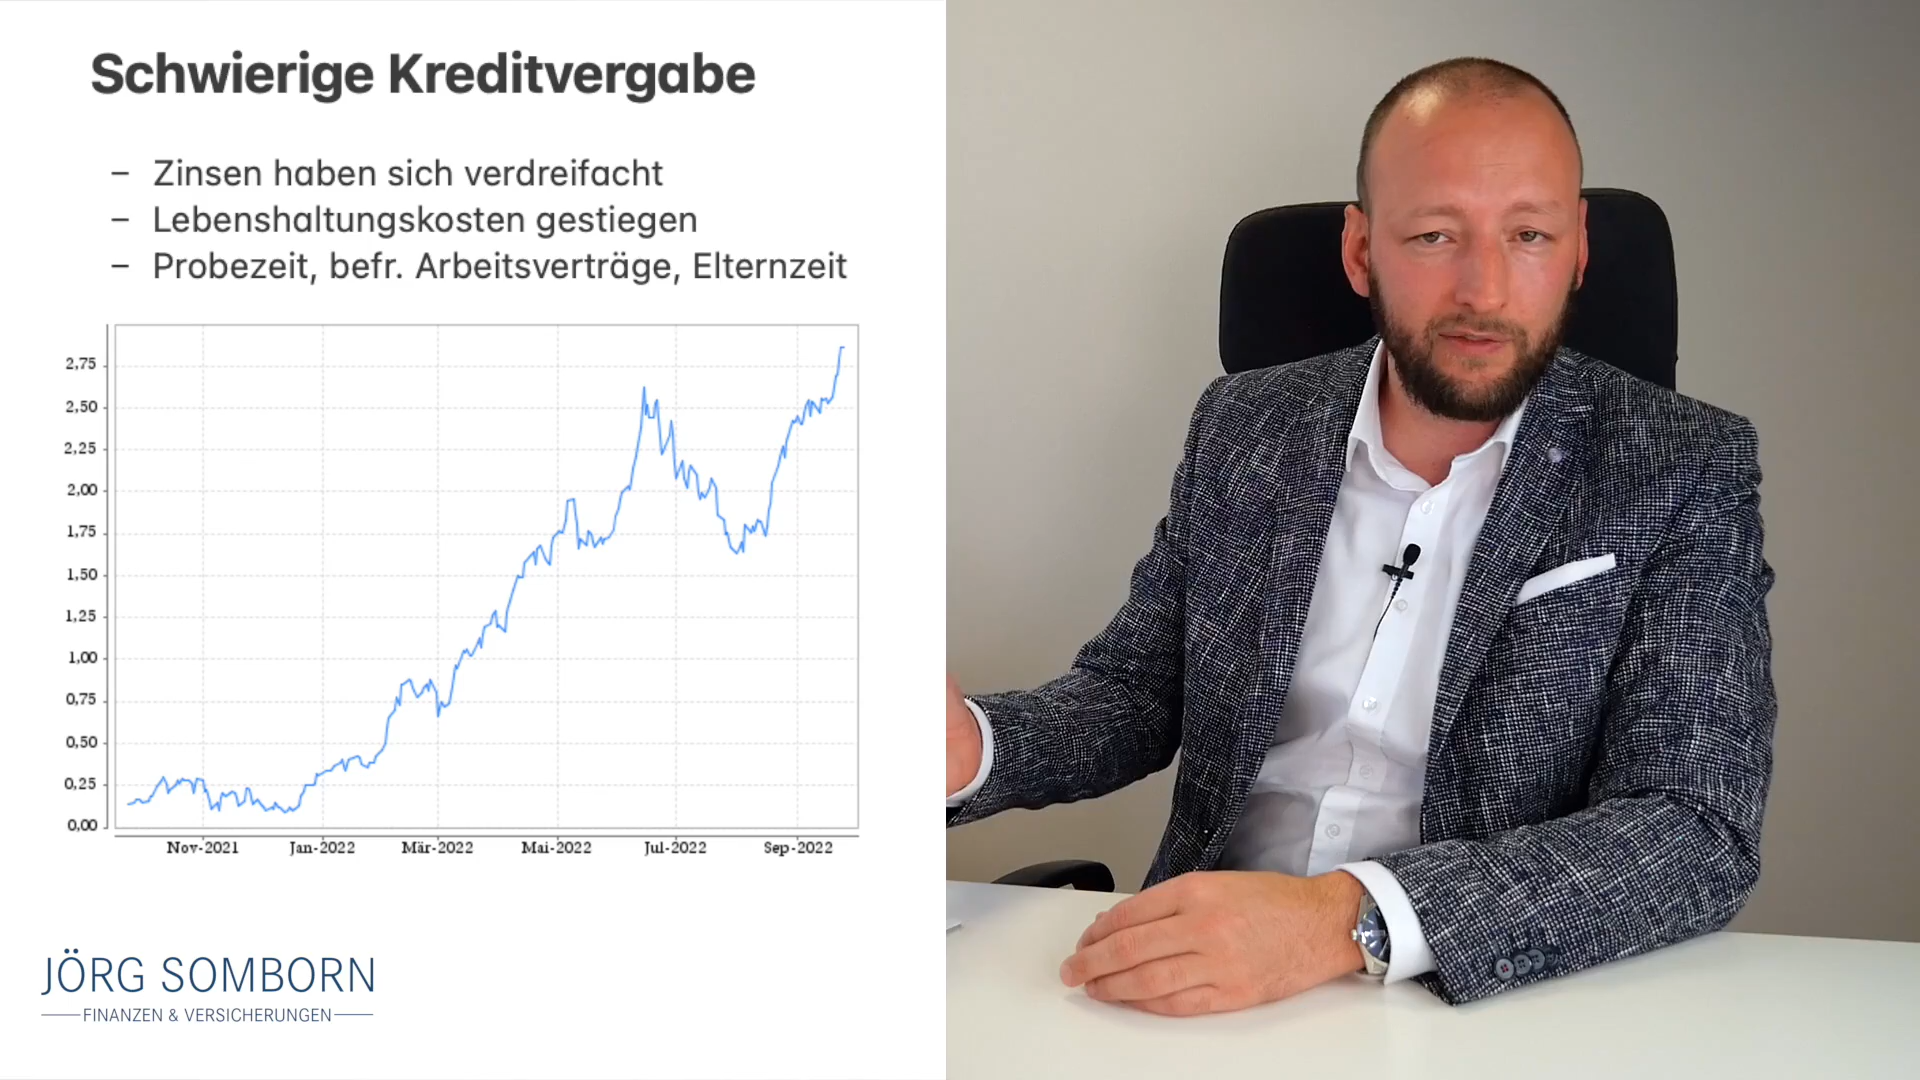 Schwierige Kreditvergabe
– Zinsen haben sich verdreifacht
– Lebenshaltungskosten gestiegen
– Probezeit, befr. Arbeitsverträge, Elternzeit
2,75
2,50
2,25
2,00
1,75
1,50
1,25
1,00
0,75
0,50
0,25
0,00
Nov-2021 Jan-2022 Mär-2022 Mai-2022 Jul-2022 Sep-2022
JÖRG SOMBORN
FINANZEN & VERSICHERUNGEN